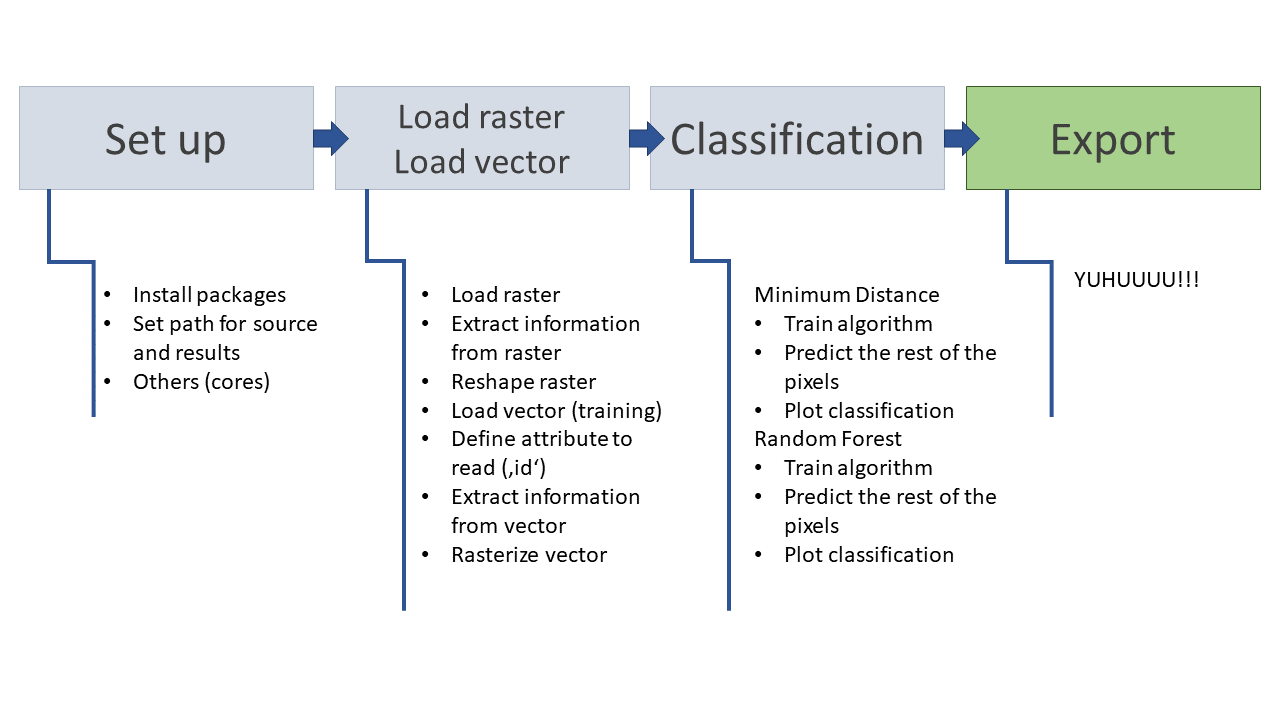 Set up
Load raster
Load vector
Classification
Export
• Install packages
• Set path for source
and results
• Others (cores)
• Load raster
• Extract information
from raster
• Reshape raster
• Load vector (training)
• Define attribute to
read (‚id‘)
• Extract information
from vector
• Rasterize vector
Minimum Distance
• Train algorithm
• Predict the rest of the
pixels
• Plot classification
Random Forest
• Train algorithm
• Predict the rest of the
pixels
• Plot classification
YUHUUUU!!!